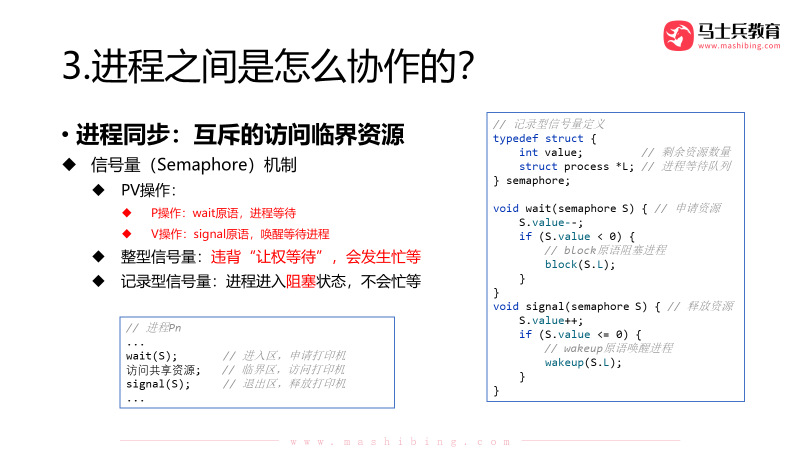 马士兵教育
www.mashibing.com
3.进程之间是怎么协作的？
• 进程同步：互斥的访问临界资源
◆ 信号量（Semaphore）机制
◆ PV操作：
◆ P操作：wait原语，进程等待
◆ V操作：signal原语，唤醒等待进程
◆ 整型信号量：违背“让权等待”，会发生忙等
◆ 记录型信号量：进程进入阻塞状态，不会忙等
// 进程Pn
...
wait(S); // 进入区，申请打印机
访问共享资源; // 临界区，访问打印机
signal(S); // 退出区，释放打印机
...
// 记录型信号量定义
typedef struct {
int value; // 剩余资源数量
struct process *L; // 进程等待队列
} semaphore;
void wait(semaphore S) { // 申请资源
S.value--;
if (S.value < 0) {
// block原语阻塞进程
block(S.L);
}
}
void signal(semaphore S) { // 释放资源
S.value++;
if (S.value <= 0) {
// wakeup原语唤醒进程
wakeup(S.L);
}
}
www.mashibing.com